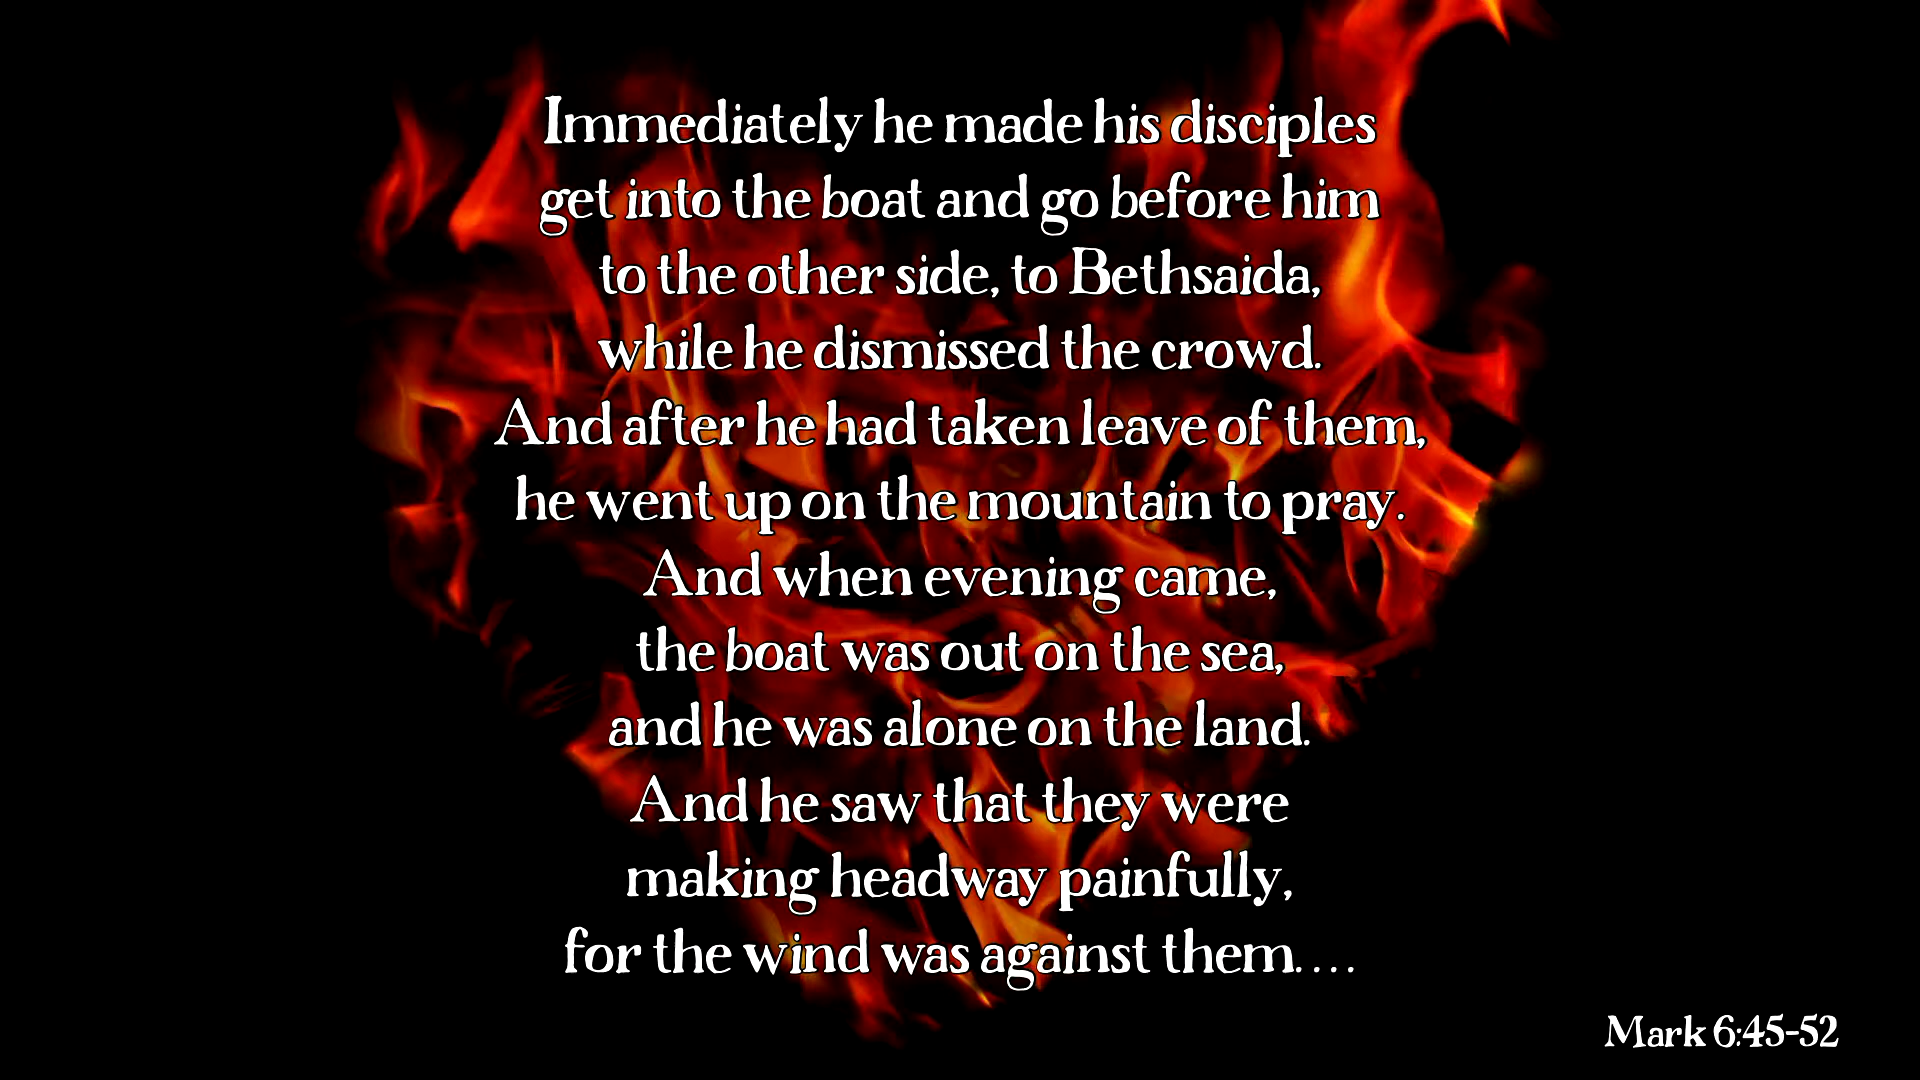 Immediately he made his disciples
get into the boat and go before him
to the other side, to Bethsaida,
while he dismissed the crowd.
And after he had taken leave of them,
he went up on the mountain to pray.
And when evening came,
the boat was out on the sea,
and he was alone on the land.
And he saw that they were
making headway painfully,
for the wind was against them....
Mark 6:45-52